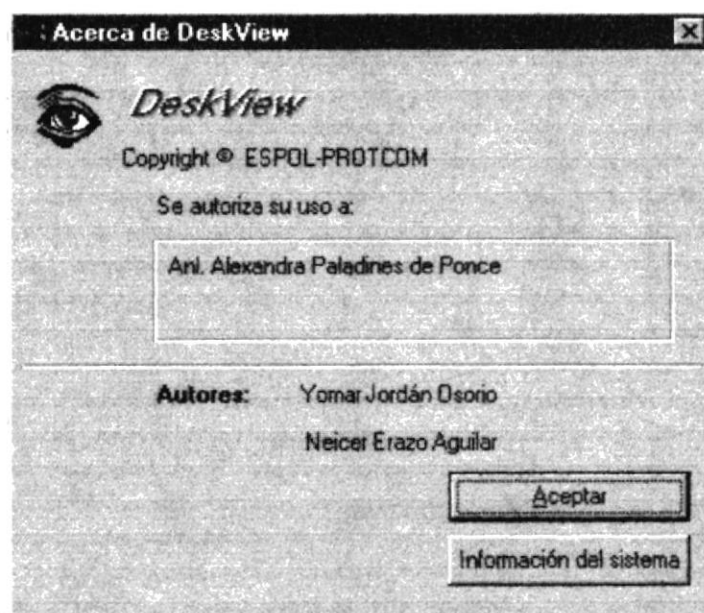 Acerca de DeskView
DeskView
Copyright © ESPOL-PROTCOM
Se autoriza su uso a:
Anl. Alexandra Paladines de Ponce
Autores: Yomar Jordán Osorio
Neicer Erazo Aguilar
Aceptar
Información del sistema